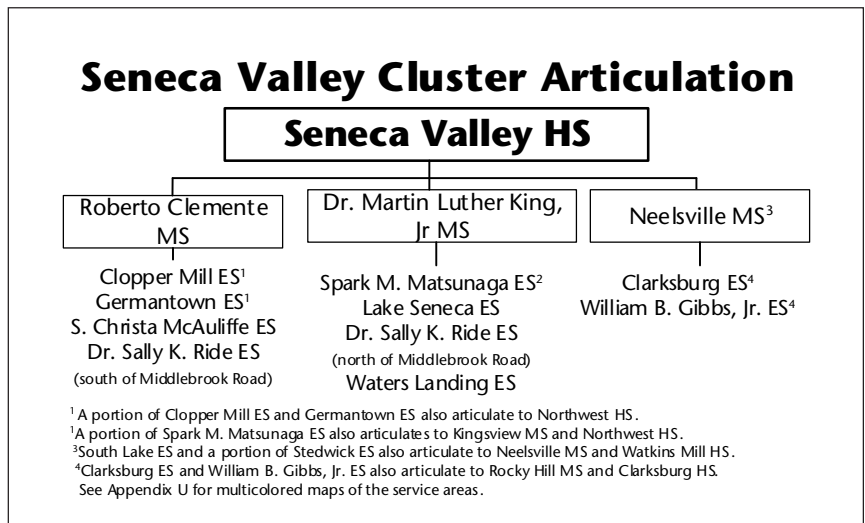 Seneca Valley Cluster Articulation
Seneca Valley HS
Roberto Clemente
MS
Clopper Mill ES¹
Germantown ES¹
S. Christa McAuliffe ES
Dr. Sally K. Ride ES
(south of Middlebrook Road)
Dr. Martin Luther King,
Jr MS
Spark M. Matsunaga ES²
Lake Seneca ES
Dr. Sally K. Ride ES
(north of Middlebrook Road)
Waters Landing ES
Neelsville MS³
Clarksburg ES⁴
William B. Gibbs, Jr. ES⁴
¹ A portion of Clopper Mill ES and Germantown ES also articulate to Northwest HS.
¹A portion of Spark M. Matsunaga ES also articulates to Kingsview MS and Northwest HS.
³South Lake ES and a portion of Stedwick ES also articulate to Neelsville MS and Watkins Mill HS.
⁴Clarksburg ES and William B. Gibbs, Jr. ES also articulate to Rocky Hill MS and Clarksburg HS.
See Appendix U for multicolored maps of the service areas.